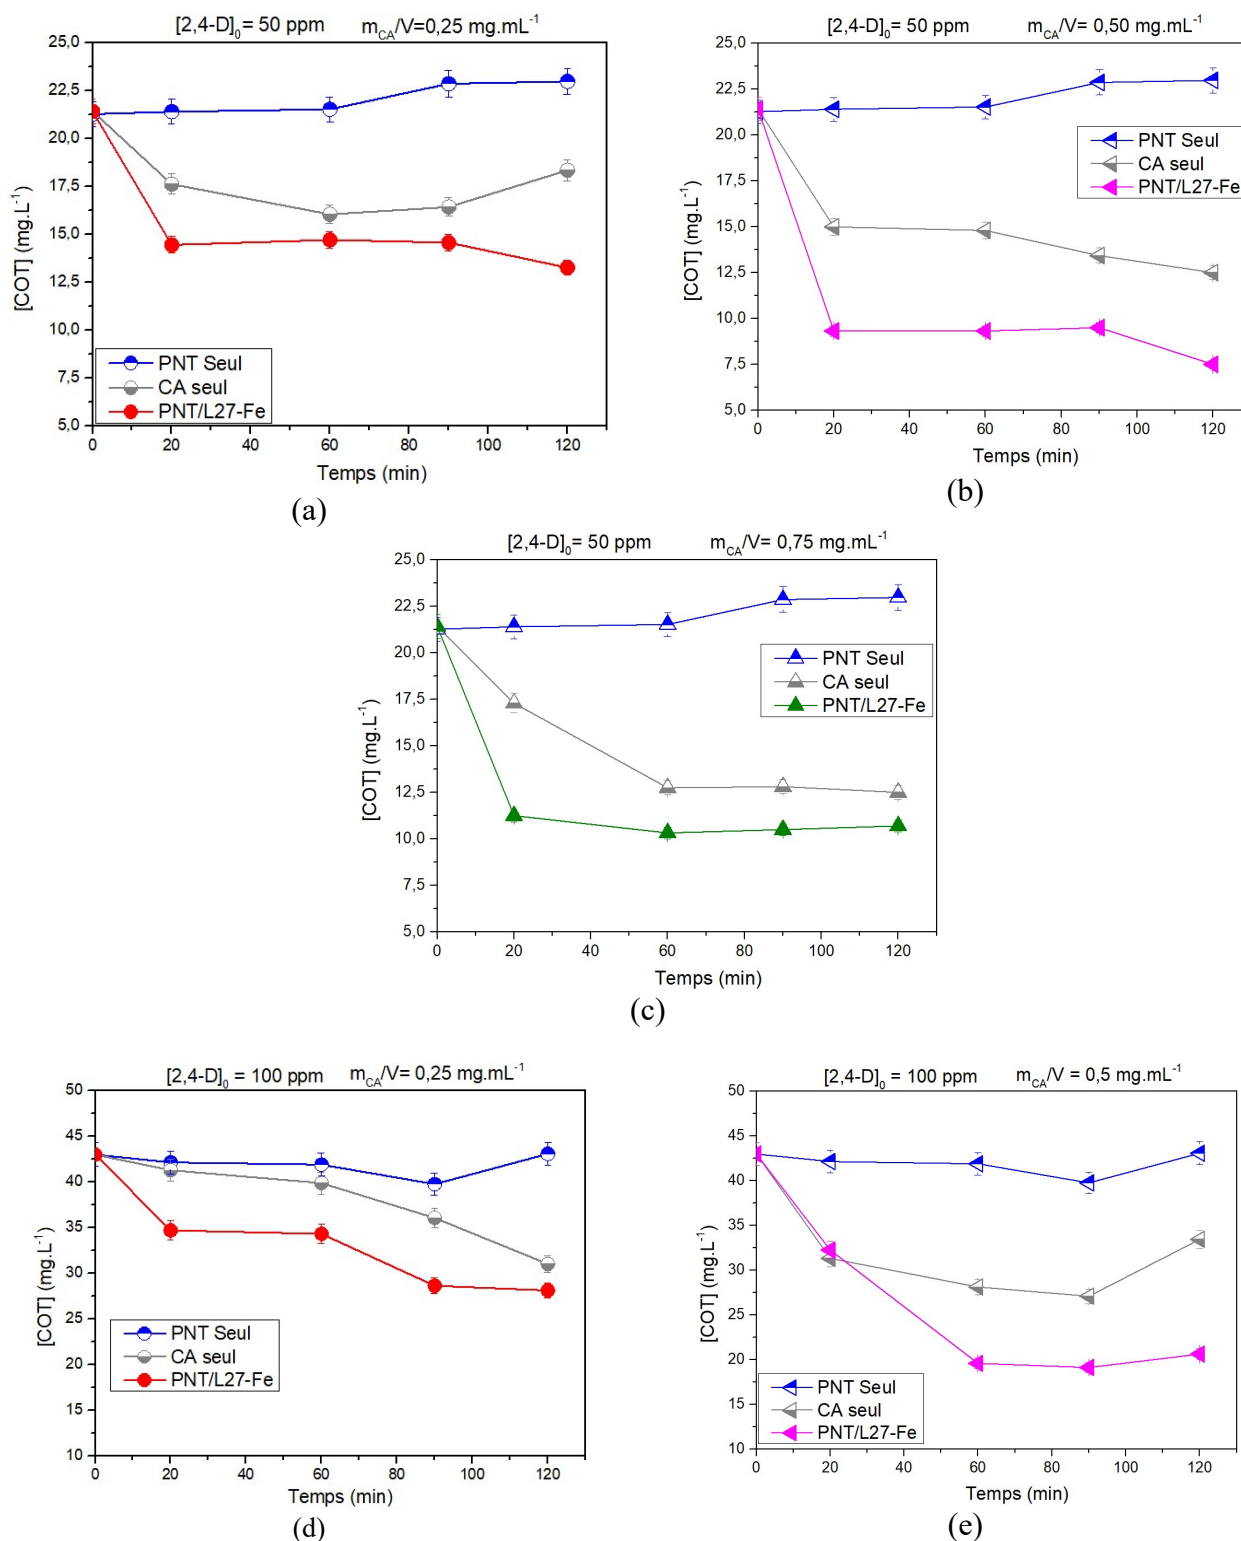 [2,4-D]₀= 50 ppm m_CA/V=0,25 mg.mL⁻¹
25,0
22,5
20,0
17,5
15,0
12,5
10,0
7,5
5,0
[COT] (mg.L⁻¹)
PNT Seul
CA seul
PNT/L27-Fe
0 20 40 60 80 100 120
Temps (min)
(a)
[2,4-D]₀= 50 ppm m_CA/V= 0,50 mg.mL⁻¹
25,0
22,5
20,0
17,5
15,0
12,5
10,0
7,5
5,0
[COT] (mg.L⁻¹)
PNT Seul
CA seul
PNT/L27-Fe
0 20 40 60 80 100 120
Temps (min)
(b)
[2,4-D]₀= 50 ppm m_CA/V= 0,75 mg.mL⁻¹
25,0
22,5
20,0
17,5
15,0
12,5
10,0
7,5
5,0
[COT] (mg.L⁻¹)
PNT Seul
CA seul
PNT/L27-Fe
0 20 40 60 80 100 120
Temps (min)
(c)
[2,4-D]₀ = 100 ppm m_CA/V= 0,25 mg.mL⁻¹
50
45
40
35
30
25
20
15
10
[COT] (mg.L⁻¹)
PNT Seul
CA seul
PNT/L27-Fe
0 20 40 60 80 100 120
Temps (min)
(d)
[2,4-D]₀ = 100 ppm m_CA/V = 0,5 mg.mL⁻¹
50
45
40
35
30
25
20
15
10
[COT] (mg.L⁻¹)
PNT Seul
CA seul
PNT/L27-Fe
0 20 40 60 80 100 120
Temps (min)
(e)